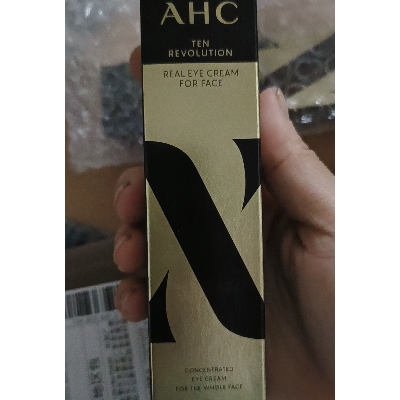 AHC
TEN
REVOLUTION
REAL EYE CREAM
FOR FACE
CONCENTRATED
EYE CREAM
FOR THE WHOLE FACE